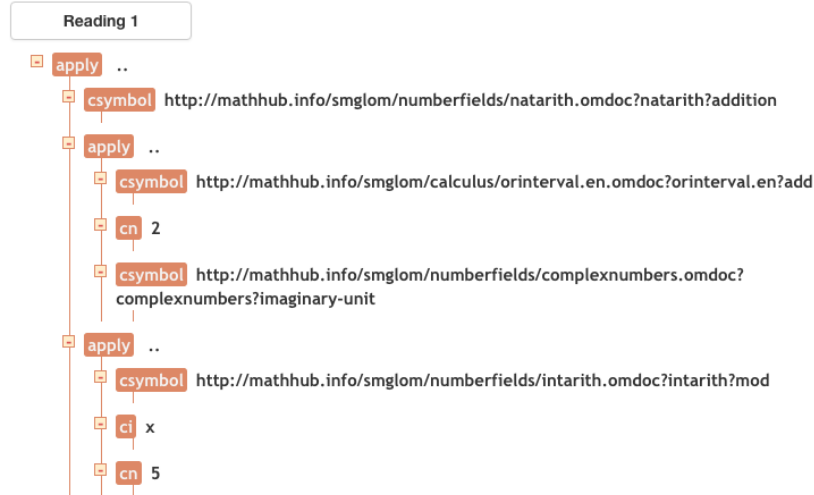 Reading 1
apply ..
csymbol http://mathhub.info/smglom/numberfields/natarith.omdoc?natarith?addition
apply ..
csymbol http://mathhub.info/smglom/calculus/orinterval.en.omdoc?orinterval.en?add
cn 2
csymbol http://mathhub.info/smglom/numberfields/complexnumbers.omdoc?
complexnumbers?imaginary-unit
apply ..
csymbol http://mathhub.info/smglom/numberfields/intarith.omdoc?intarith?mod
ci x
cn 5